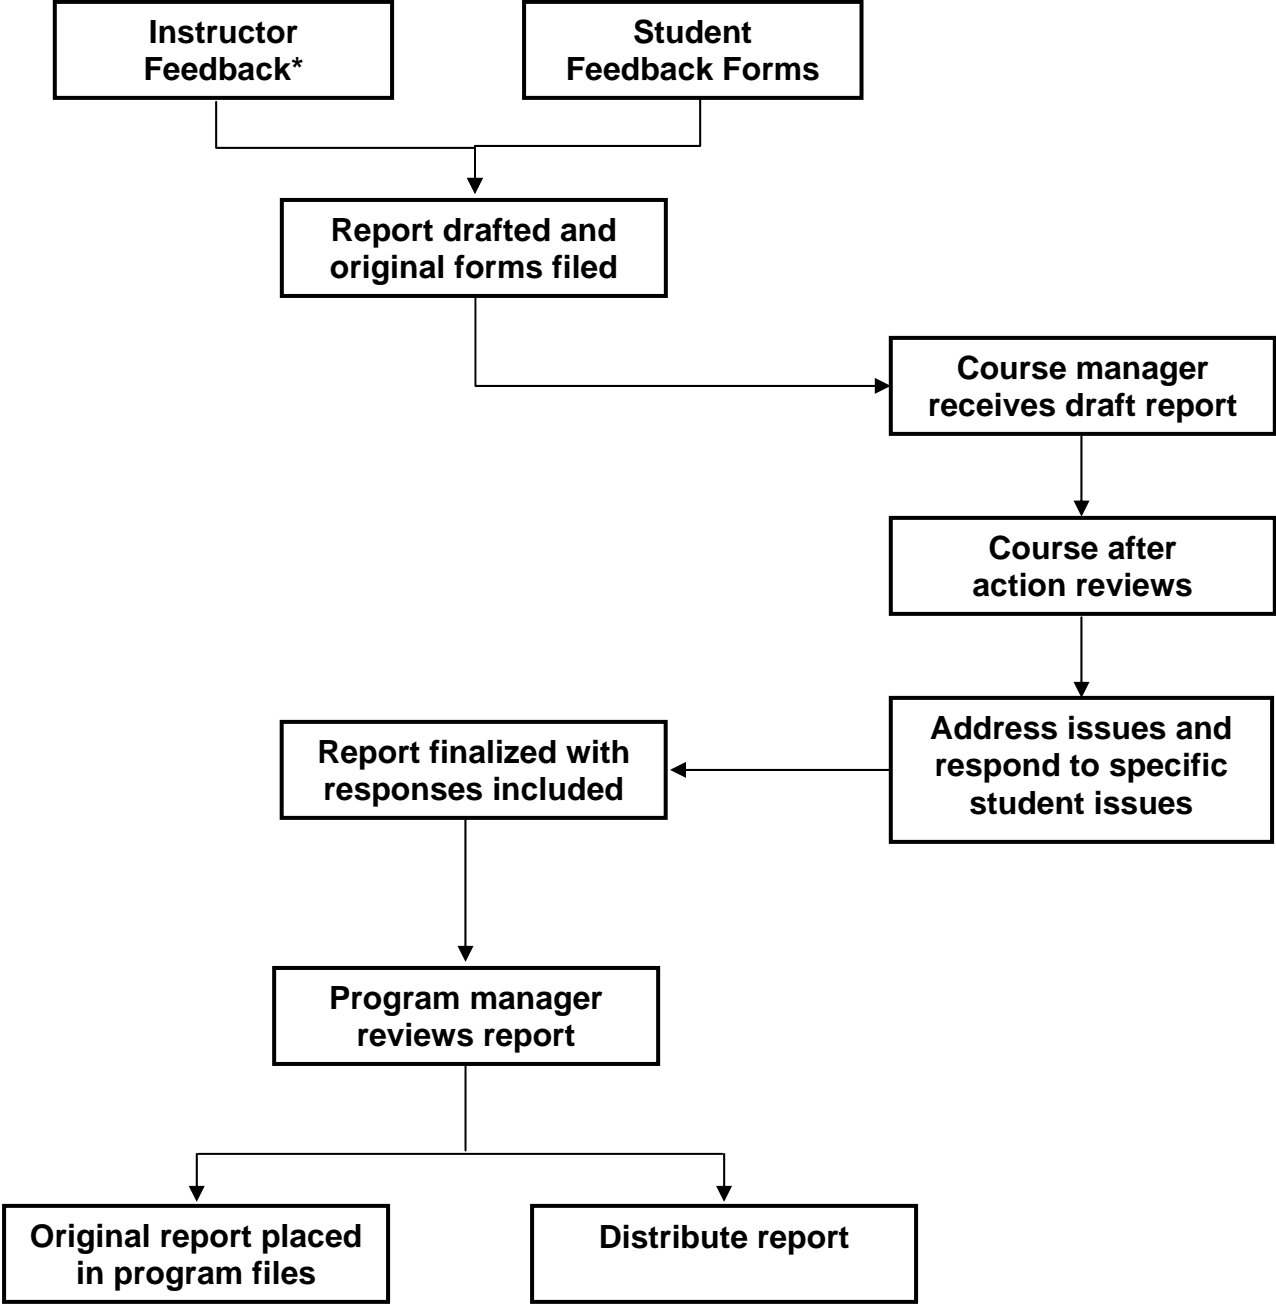 Instructor
Feedback*
Student
Feedback Forms
Report drafted and
original forms filed
Course manager
receives draft report
Course after
action reviews
Address issues and
respond to specific
student issues
Report finalized with
responses included
Program manager
reviews report
Original report placed
in program files
Distribute report